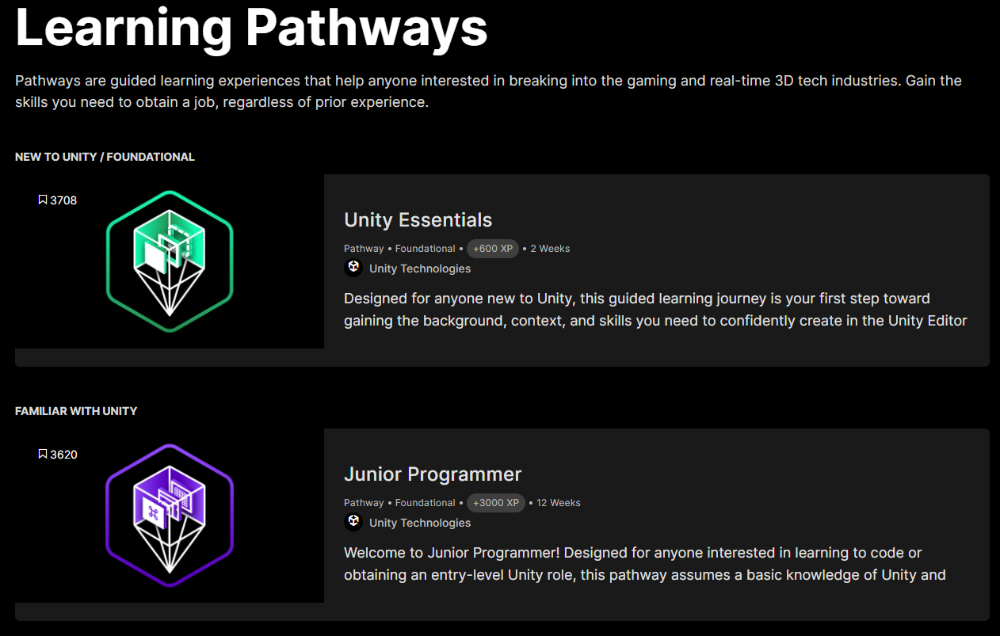 Learning Pathways
Pathways are guided learning experiences that help anyone interested in breaking into the gaming and real-time 3D tech industries. Gain the
skills you need to obtain a job, regardless of prior experience.
NEW TO UNITY / FOUNDATIONAL
3708
Unity Essentials
Pathway • Foundational • +600 XP • 2 Weeks
Unity Technologies
Designed for anyone new to Unity, this guided learning journey is your first step toward
gaining the background, context, and skills you need to confidently create in the Unity Editor
FAMILIAR WITH UNITY
3620
Junior Programmer
Pathway • Foundational • +3000 XP • 12 Weeks
Unity Technologies
Welcome to Junior Programmer! Designed for anyone interested in learning to code or
obtaining an entry-level Unity role, this pathway assumes a basic knowledge of Unity and